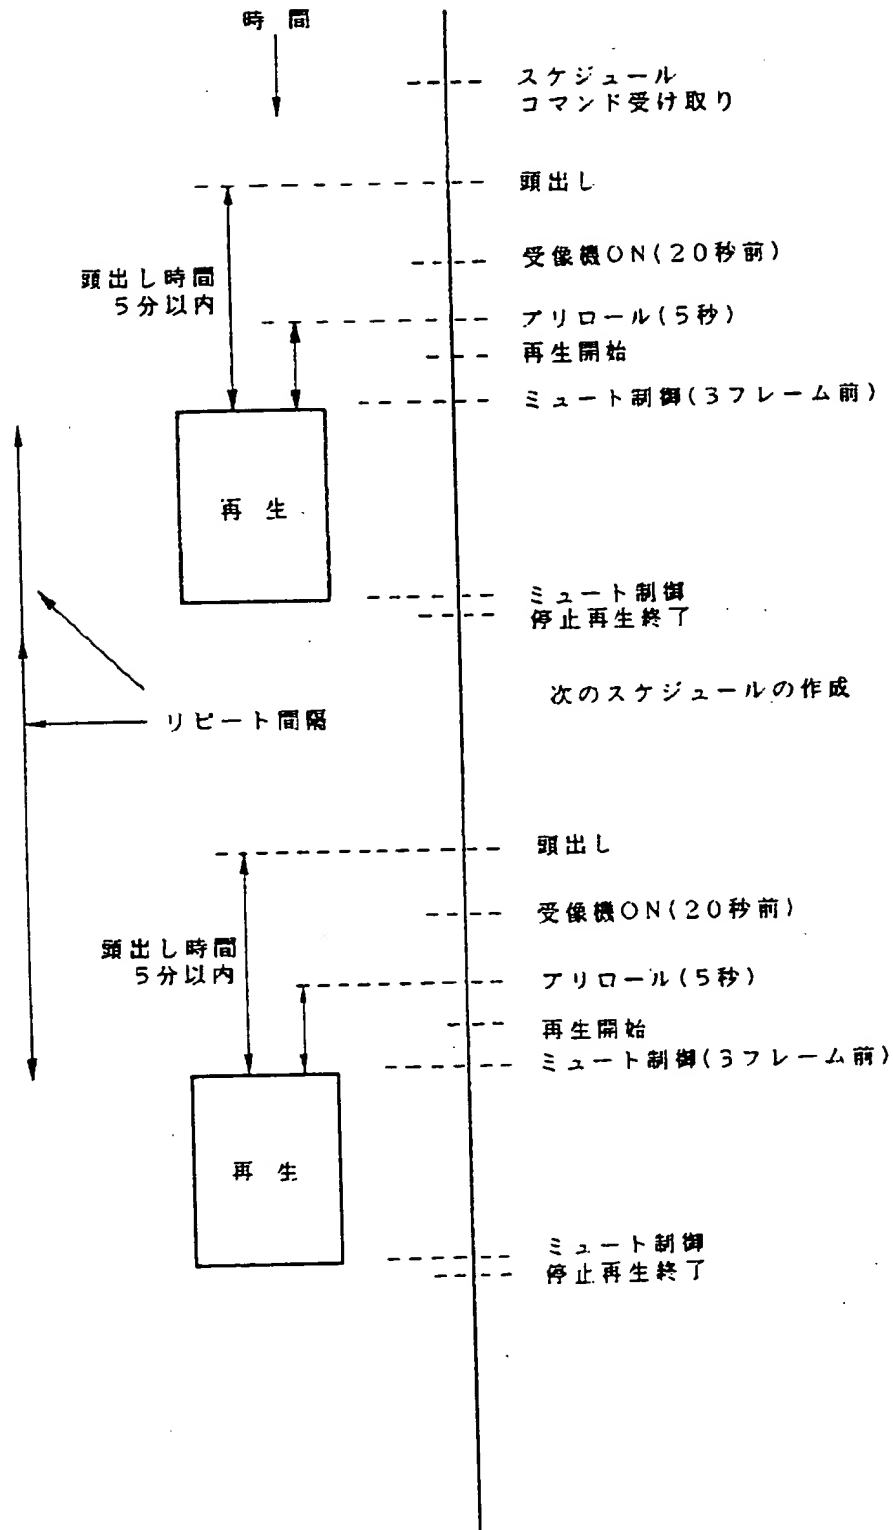 時間
スケジュール
コマンド受け取り
頭出し
受像機ON(20秒前)
頭出し時間
5分以内
プリロール(5秒)
再生開始
ミュート制御(3フレーム前)
再生
ミュート制御
停止再生終了
次のスケジュールの作成
リピート間隔
頭出し
受像機ON(20秒前)
頭出し時間
5分以内
プリロール(5秒)
再生開始
ミュート制御(3フレーム前)
再生
ミュート制御
停止再生終了